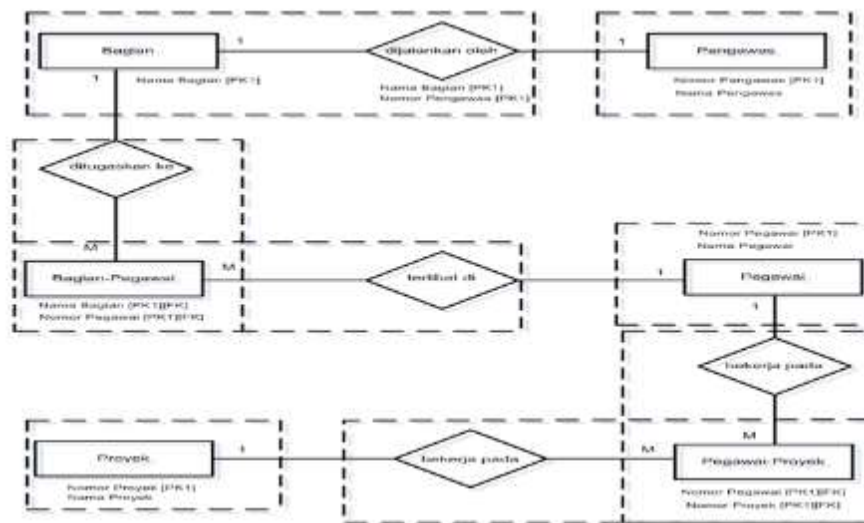 Bagian
1
dijalankan oleh
1
Pengawas
1
Nama Bagian [PK1]
Nama Bagian [PK1]
Nomor Pengawas [PK1]
Nomor Pengawas [PK1]
Nama Pengawas
ditugaskan ke
M
Nomor Pegawai [PK1]
Nama Pegawai
Bagian-Pegawai
M
terlibat di
1
Pegawai
Nama Bagian [PK1][FK]
Nomor Pegawai [PK1][FK]
1
bekerja pada
M
Proyek
1
bekerja pada
M
Pegawai-Proyek
Nomor Proyek [PK1]
Nama Proyek
Nomor Pegawai [PK1][FK]
Nomor Proyek [PK1][FK]